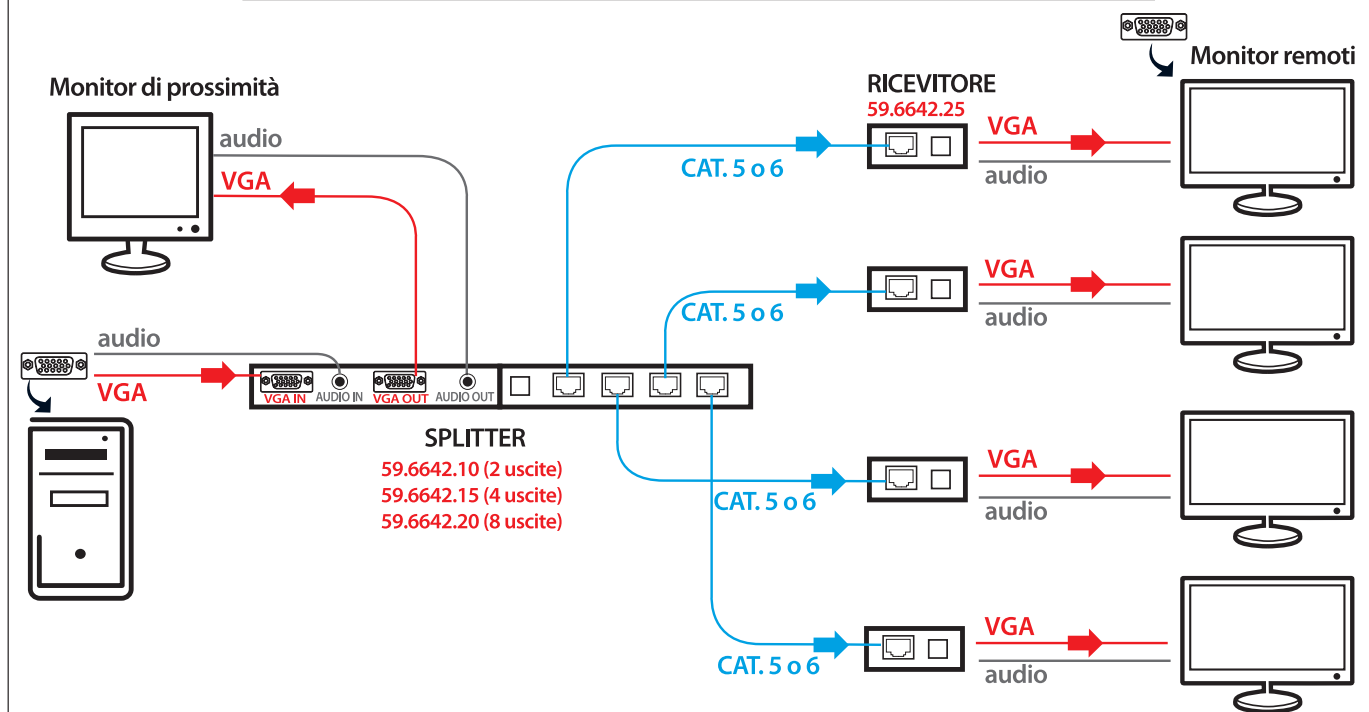 Monitor di prossimità
audio
VGA
audio
VGA
VGA IN
AUDIO IN
VGA OUT
AUDIO OUT
SPLITTER
59.6642.10 (2 uscite)
59.6642.15 (4 uscite)
59.6642.20 (8 uscite)
CAT. 5 o 6
CAT. 5 o 6
CAT. 5 o 6
CAT. 5 o 6
RICEVITORE
59.6642.25
Monitor remoti
VGA
audio
VGA
audio
VGA
audio
VGA
audio